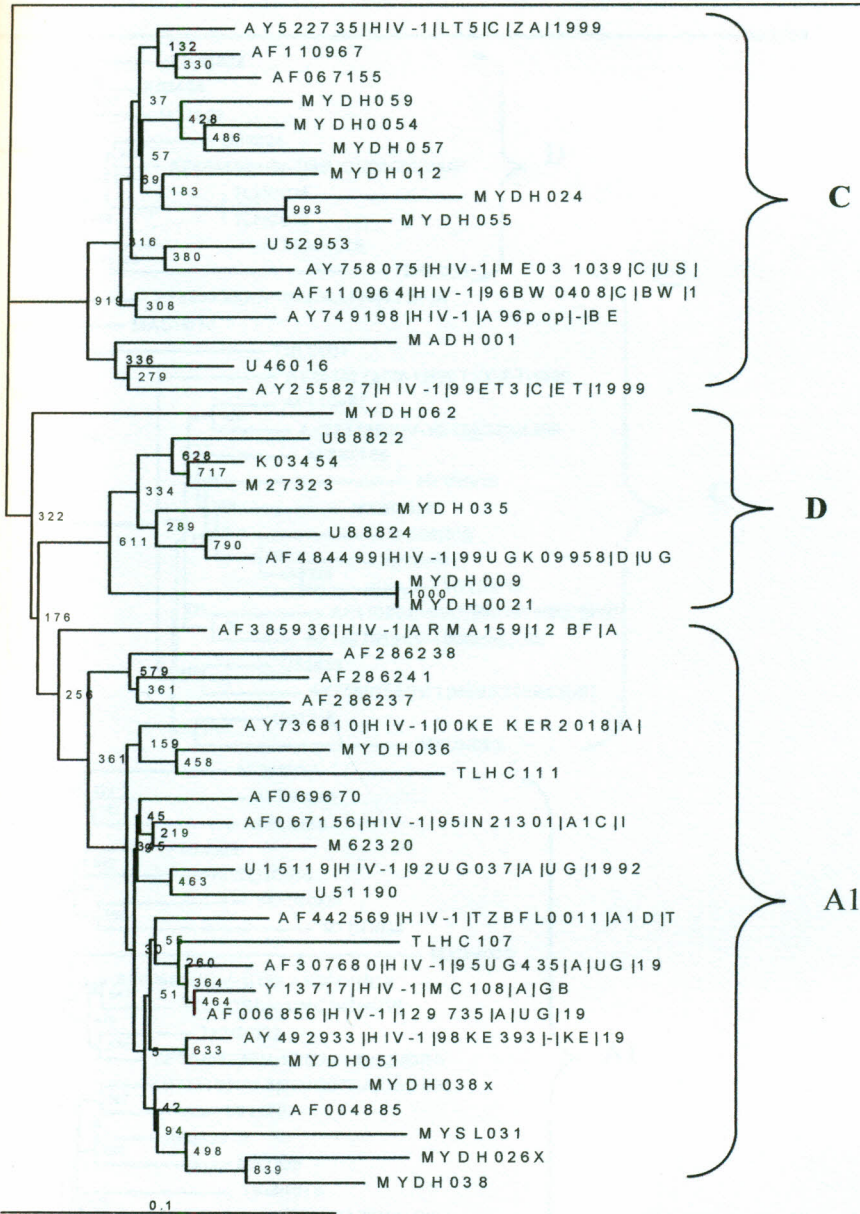 AY522735|HIV-1|LT5|C|ZA|1999
132
AF110967
330
AF067155
37
MYDH059
428
MYDH0054
486
MYDH057
57
MYDH012
69
183
MYDH024
993
MYDH055
C
316
U52953
380
AY758075|HIV-1|ME03 1039|C|US|
919
AF110964|HIV-1|96BW 0408|C|BW|1
308
AY749198|HIV-1|A96pop|-|BE
MADH001
336
U46016
279
AY255827|HIV-1|99ET3|C|ET|1999
MYDH062
U88822
628
K03454
717
M27323
334
MYDH035
322
289
U88824
D
611
790
AF484499|HIV-1|99UGK09958|D|UG
MYDH009
1000
MYDH0021
176
AF385936|HIV-1|ARMA159|12 BF|A
AF286238
579
AF286241
256
361
AF286237
AY736810|HIV-1|00KE KER2018|A|
159
MYDH036
361
458
TLHC111
AF069670
45
AF067156|HIV-1|95IN21301|A1C|I
219
M62320
U15119|HIV-1|92UG037|A|UG|1992
463
U51190
A1
AF442569|HIV-1|TZBFL0011|A1D|T
55
TLHC107
30
260
AF307680|HIV-1|95UG435|A|UG|19
364
Y13717|HIV-1|MC108|A|GB
51
464
AF006856|HIV-1|129 735|A|UG|19
AY492933|HIV-1|98KE393|-|KE|19
5
633
MYDH051
MYDH038x
42
AF004885
94
MYSL031
498
MYDH026X
839
MYDH038
0.1